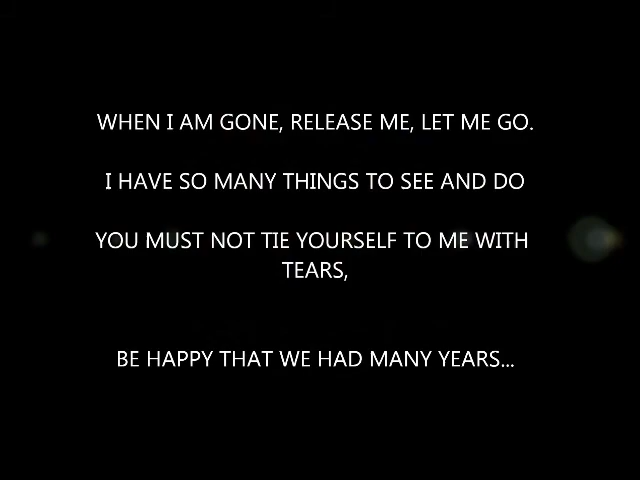 WHEN I AM GONE, RELEASE ME, LET ME GO.
I HAVE SO MANY THINGS TO SEE AND DO
YOU MUST NOT TIE YOURSELF TO ME WITH
TEARS,
BE HAPPY THAT WE HAD MANY YEARS...